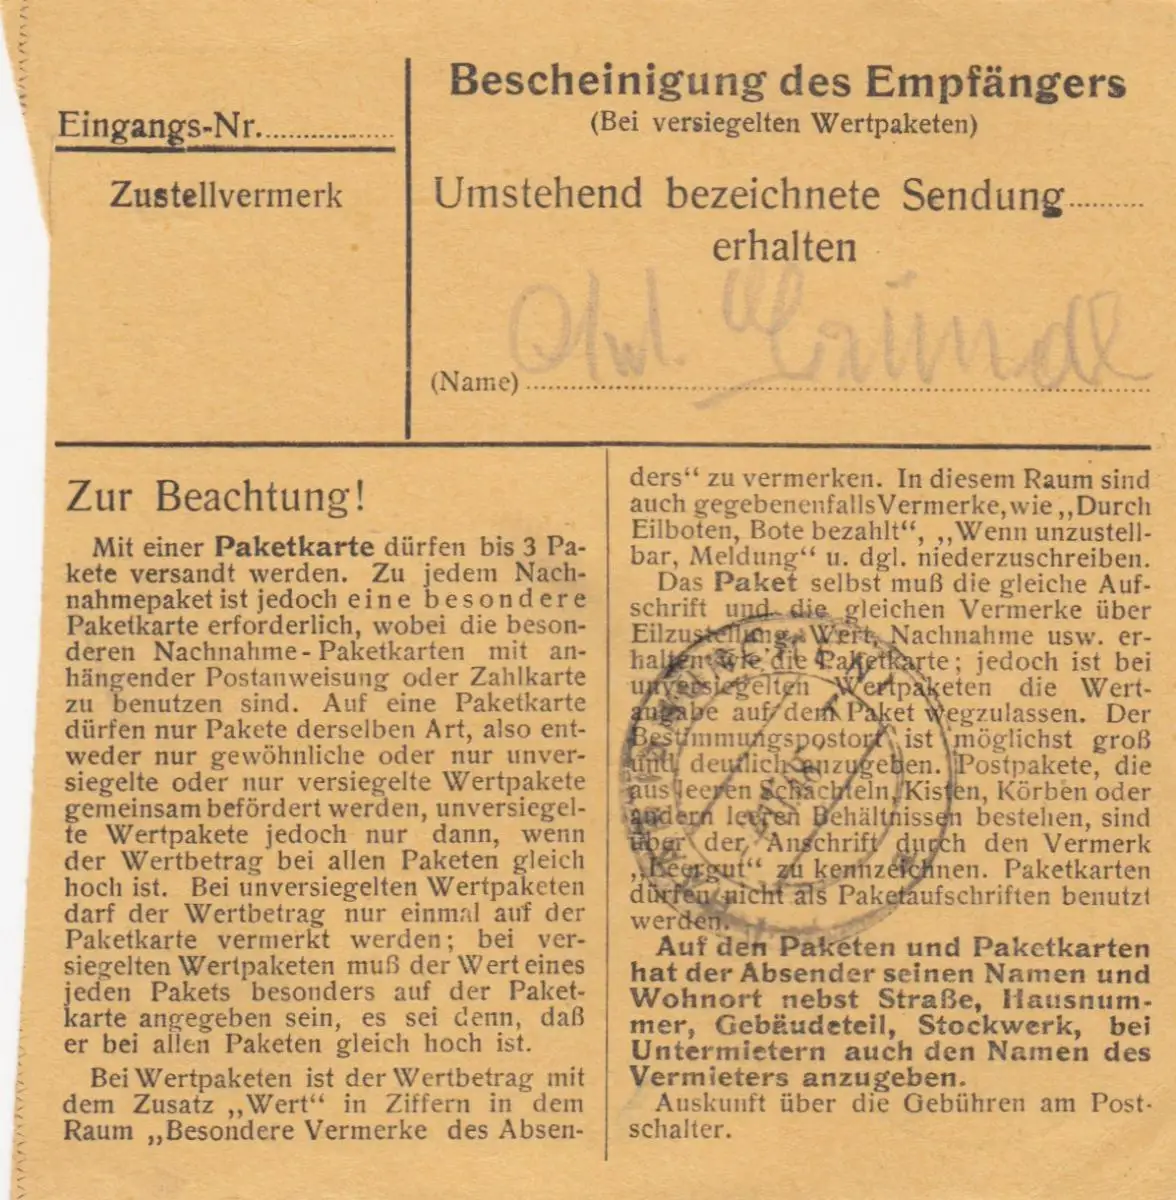 Eingangs-Nr.
Zustellvermerk
Bescheinigung des Empfängers
(Bei versiegelten Wertpaketen)
Umstehend bezeichnete Sendung
erhalten
(Name)
Zur Beachtung!
Mit einer Paketkarte dürfen bis 3 Pa-
kete versandt werden. Zu jedem Nach-
nahmepaket ist jedoch eine besondere
Paketkarte erforderlich, wobei die beson-
deren Nachnahme-Paketkarten mit an-
hängender Postanweisung oder Zahlkarte
zu benutzen sind. Auf eine Paketkarte
dürfen nur Pakete derselben Art, also ent-
weder nur gewöhnliche oder nur unver-
siegelte oder nur versiegelte Wertpakete
gemeinsam befördert werden, unversiegel-
te Wertpakete jedoch nur dann, wenn
der Wertbetrag bei allen Paketen gleich
hoch ist. Bei unversiegelten Wertpaketen
darf der Wertbetrag nur einmal auf der
Paketkarte vermerkt werden; bei ver-
siegelten Wertpaketen muß der Wert eines
jeden Pakets besonders auf der Paket-
karte angegeben sein, es sei denn, daß
er bei allen Paketen gleich hoch ist.
Bei Wertpaketen ist der Wertbetrag mit
dem Zusatz „Wert“ in Ziffern in dem
Raum „Besondere Vermerke des Absen-
ders“ zu vermerken. In diesem Raum sind
auch gegebenenfalls Vermerke, wie „Durch
Eilboten, Bote bezahlt“, „Wenn unzustell-
bar, Meldung“ u. dgl. niederzuschreiben.
Das Paket selbst muß die gleiche Auf-
schrift und die gleichen Vermerke über
Eilzustellung, Wert, Nachnahme usw. er-
halten wie die Paketkarte; jedoch ist bei
unversiegelten Wertpaketen die Wert-
angabe auf dem Paket wegzulassen. Der
Bestimmungspostort ist möglichst groß
und deutlich anzugeben. Postpakete, die
aus leeren Schachteln, Kisten, Körben oder
andern leeren Behältnissen bestehen, sind
über der Anschrift durch den Vermerk
„Leergut“ zu kennzeichnen. Paketkarten
dürfen nicht als Paketaufschriften benutzt
werden.
Auf den Paketen und Paketkarten
hat der Absender seinen Namen und
Wohnort nebst Straße, Hausnum-
mer, Gebäudeteil, Stockwerk, bei
Untermietern auch den Namen des
Vermieters anzugeben.
Auskunft über die Gebühren am Post-
schalter.